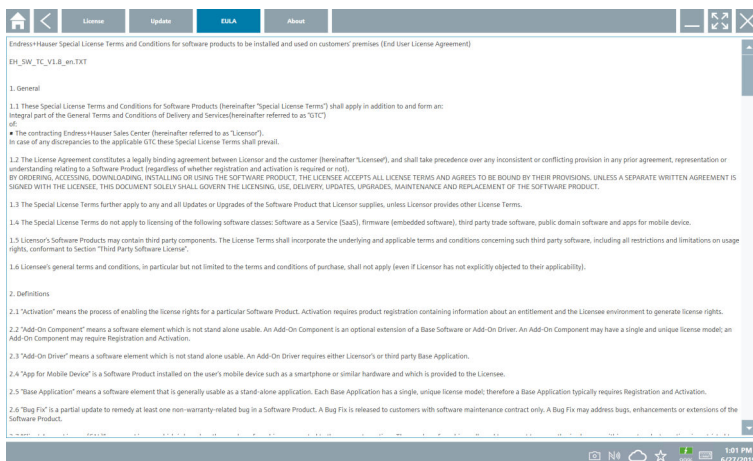 License Update EULA About
Endress+Hauser Special License Terms and Conditions for software products to be installed and used on customers' premises (End User License Agreement)
EH_SW_TC_V1.8_en.TXT
1. General
1.1 These Special License Terms and Conditions for Software Products (hereinafter "Special License Terms") shall apply in addition to and form an:
Integral part of the General Terms and Conditions of Delivery and Services(hereinafter referred to as "GTC")
of:
● The contracting Endress+Hauser Sales Center (hereinafter referred to as "Licensor").
In case of any discrepancies to the applicable GTC these Special License Terms shall prevail.
1.2 The License Agreement constitutes a legally binding agreement between Licensor and the customer (hereinafter "Licensee"), and shall take precedence over any inconsistent or conflicting provision in any prior agreement, representation or
understanding relating to a Software Product (regardless of whether registration and activation is required or not).
BY ORDERING, ACCESSING, DOWNLOADING, INSTALLING OR USING THE SOFTWARE PRODUCT, THE LICENSEE ACCEPTS ALL LICENSE TERMS AND AGREES TO BE BOUND BY THEIR PROVISIONS. UNLESS A SEPARATE WRITTEN AGREEMENT IS
SIGNED WITH THE LICENSEE, THIS DOCUMENT SOLELY SHALL GOVERN THE LICENSING, USE, DELIVERY, UPDATES, UPGRADES, MAINTENANCE AND REPLACEMENT OF THE SOFTWARE PRODUCT.
1.3 The Special License Terms further apply to any and all Updates or Upgrades of the Software Product that Licensor supplies, unless Licensor provides other License Terms.
1.4 The Special License Terms do not apply to licensing of the following software classes: Software as a Service (SaaS), firmware (embedded software), third party trade software, public domain software and apps for mobile device.
1.5 Licensor's Software Products may contain third party components. The License Terms shall incorporate the underlying and applicable terms and conditions concerning such third party software, including all restrictions and limitations on usage
rights, conformant to Section "Third Party Software License".
1.6 Licensee's general terms and conditions, in particular but not limited to the terms and conditions of purchase, shall not apply (even if Licensor has not explicitly objected to their applicability).
2. Definitions
2.1 "Activation" means the process of enabling the license rights for a particular Software Product. Activation requires product registration containing information about an entitlement and the Licensee environment to generate license rights.
2.2 "Add-On Component" means a software element which is not stand alone usable. An Add-On Component is an optional extension of a Base Software or Add-On Driver. An Add-On Component may have a single and unique license model; an
Add-On Component may require Registration and Activation.
2.3 "Add-On Driver" means a software element which is not stand alone usable. An Add-On Driver requires either Licensor's or third party Base Application.
2.4 "App for Mobile Device" is a Software Product installed on the user's mobile device such as a smartphone or similar hardware and which is provided to the Licensee.
2.5 "Base Application" means a software element that is generally usable as a stand-alone application. Each Base Application has a single, unique license model; therefore a Base Application typically requires Registration and Activation.
2.6 "Bug Fix" is a partial update to remedy at least one non-warranty-related bug in a Software Product. A Bug Fix is released to customers with software maintenance contract only. A Bug Fix may address bugs, enhancements or extensions of the
Software Product.
1:01 PM